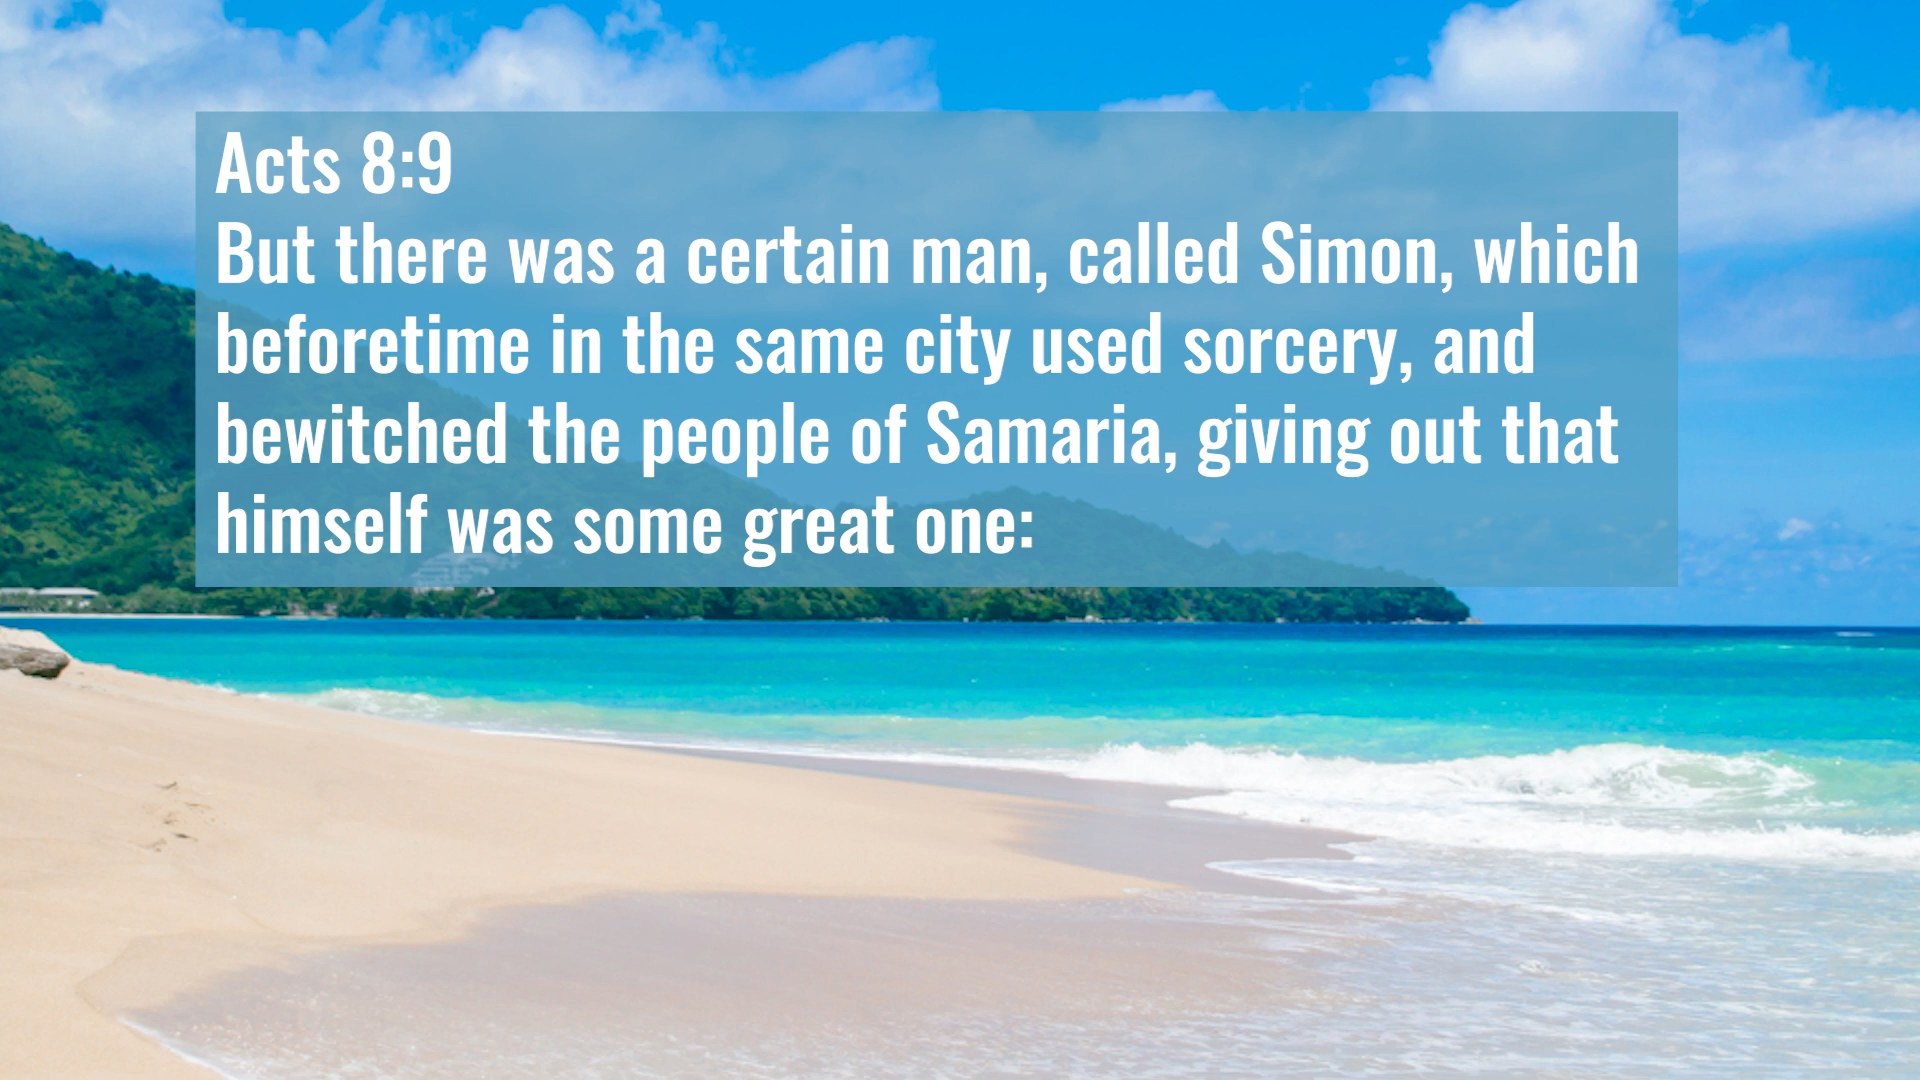 Acts 8:9
But there was a certain man, called Simon, which
beforetime in the same city used sorcery, and
bewitched the people of Samaria, giving out that
himself was some great one: